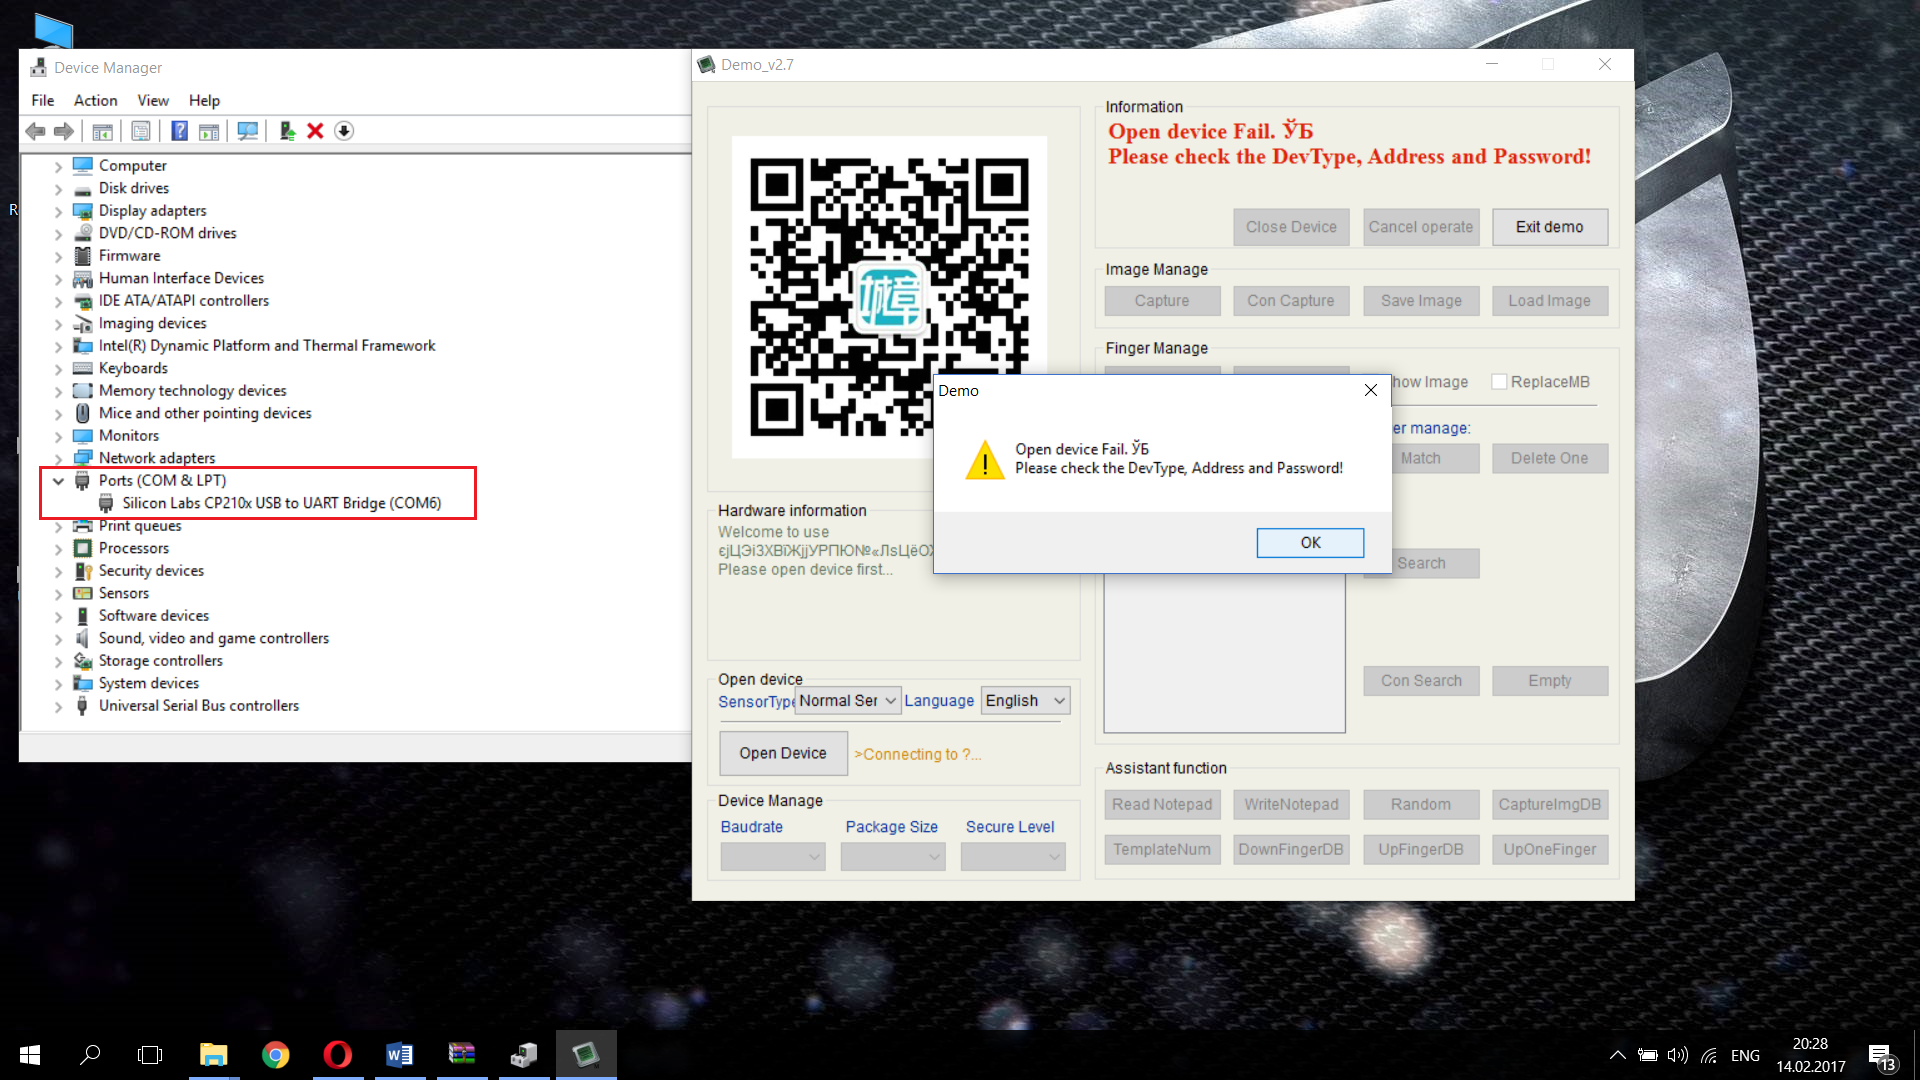 R
Device Manager
File Action View Help
Computer
Disk drives
Display adapters
DVD/CD-ROM drives
Firmware
Human Interface Devices
IDE ATA/ATAPI controllers
Imaging devices
Intel(R) Dynamic Platform and Thermal Framework
Keyboards
Memory technology devices
Mice and other pointing devices
Monitors
Network adapters
Ports (COM & LPT)
Silicon Labs CP210x USB to UART Bridge (COM6)
Print queues
Processors
Security devices
Sensors
Software devices
Sound, video and game controllers
Storage controllers
System devices
Universal Serial Bus controllers
Demo_v2.7
城章
Hardware information
Welcome to use
Please open device first...
Open device
SensorType Normal Ser Language English
Open Device >Connecting to ?...
Device Manage
Baudrate Package Size Secure Level
Information
Open device Fail. ЎБ
Please check the DevType, Address and Password!
Close Device Cancel operate Exit demo
Image Manage
Capture Con Capture Save Image Load Image
Finger Manage
how Image ReplaceMB
er manage:
Match Delete One
Search
Con Search Empty
Assistant function
Read Notepad WriteNotepad Random CaptureImgDB
TemplateNum DownFingerDB UpFingerDB UpOneFinger
Demo
Open device Fail. ЎБ
Please check the DevType, Address and Password!
OK
ENG
20:28
14.02.2017
13